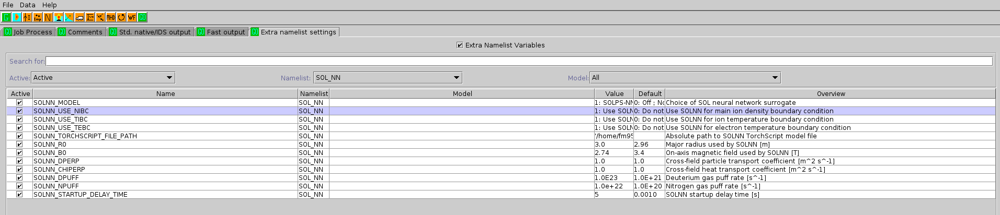 File Data Help
G I Imp N MHD WF GO
GO Job Process GO Comments GO Std. native/IDS output GO Fast output GO Extra namelist settings
Extra Namelist Variables
Search for:
Active: Active Namelist: SOL_NN Model: All
Active Name Namelist Model Value Default Overview
SOLNN_MODEL SOL_NN 1: SOLPS-NN 0: Off ; No Choice of SOL neural network surrogate
SOLNN_USE_NIBC SOL_NN 1: Use SOLN 0: Do not Use SOLNN for main ion density boundary condition
SOLNN_USE_TIBC SOL_NN 1: Use SOLN 0: Do not Use SOLNN for ion temperature boundary condition
SOLNN_USE_TEBC SOL_NN 1: Use SOLN 0: Do not Use SOLNN for electron temperature boundary condition
SOLNN_TORCHSCRIPT_FILE_PATH SOL_NN '/home/fm95 Absolute path to SOLNN TorchScript model file
SOLNN_R0 SOL_NN 3.0 2.96 Major radius used by SOLNN [m]
SOLNN_B0 SOL_NN 2.74 3.4 On-axis magnetic field used by SOLNN [T]
SOLNN_DPERP SOL_NN 1.0 1.0 Cross-field particle transport coefficient [m^2 s^-1]
SOLNN_CHIPERP SOL_NN 1.0 1.0 Cross-field heat transport coefficient [m^2 s^-1]
SOLNN_DPUFF SOL_NN 1.0E23 1.0E+21 Deuterium gas puff rate [s^-1]
SOLNN_NPUFF SOL_NN 1.0e+22 1.0E+20 Nitrogen gas puff rate [s^-1]
SOLNN_STARTUP_DELAY_TIME SOL_NN 5 0.0010 SOLNN startup delay time [s]